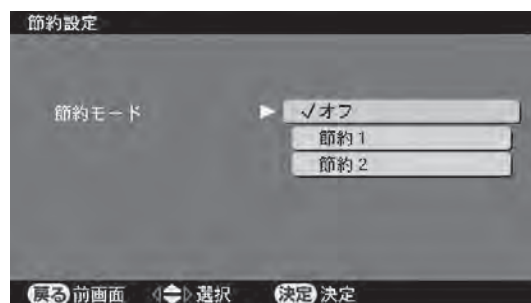 節約設定
節約モード ▶ ✓オフ
節約1
節約2
戻る 前画面 選択 決定 決定